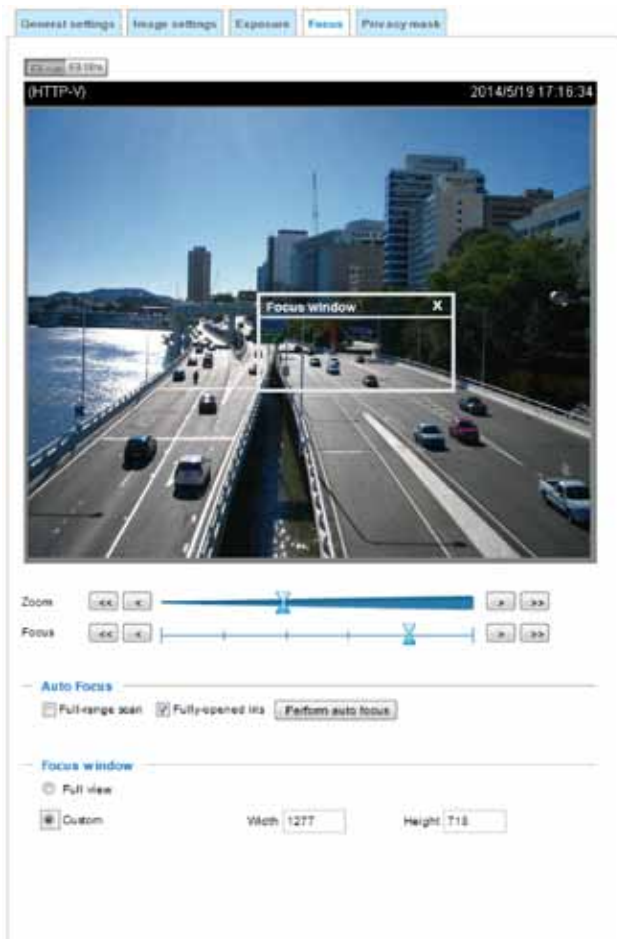 General settings Image settings Exposure Focus Privacy mask
(HTTP-V) 2014/5/19 17:16:34
Focus window X
Zoom << < > >>
Focus << < > >>
Auto Focus
Full-range scan Fully-opened iris Perform auto focus
Focus window
Full view
Custom Width 1277 Height 718